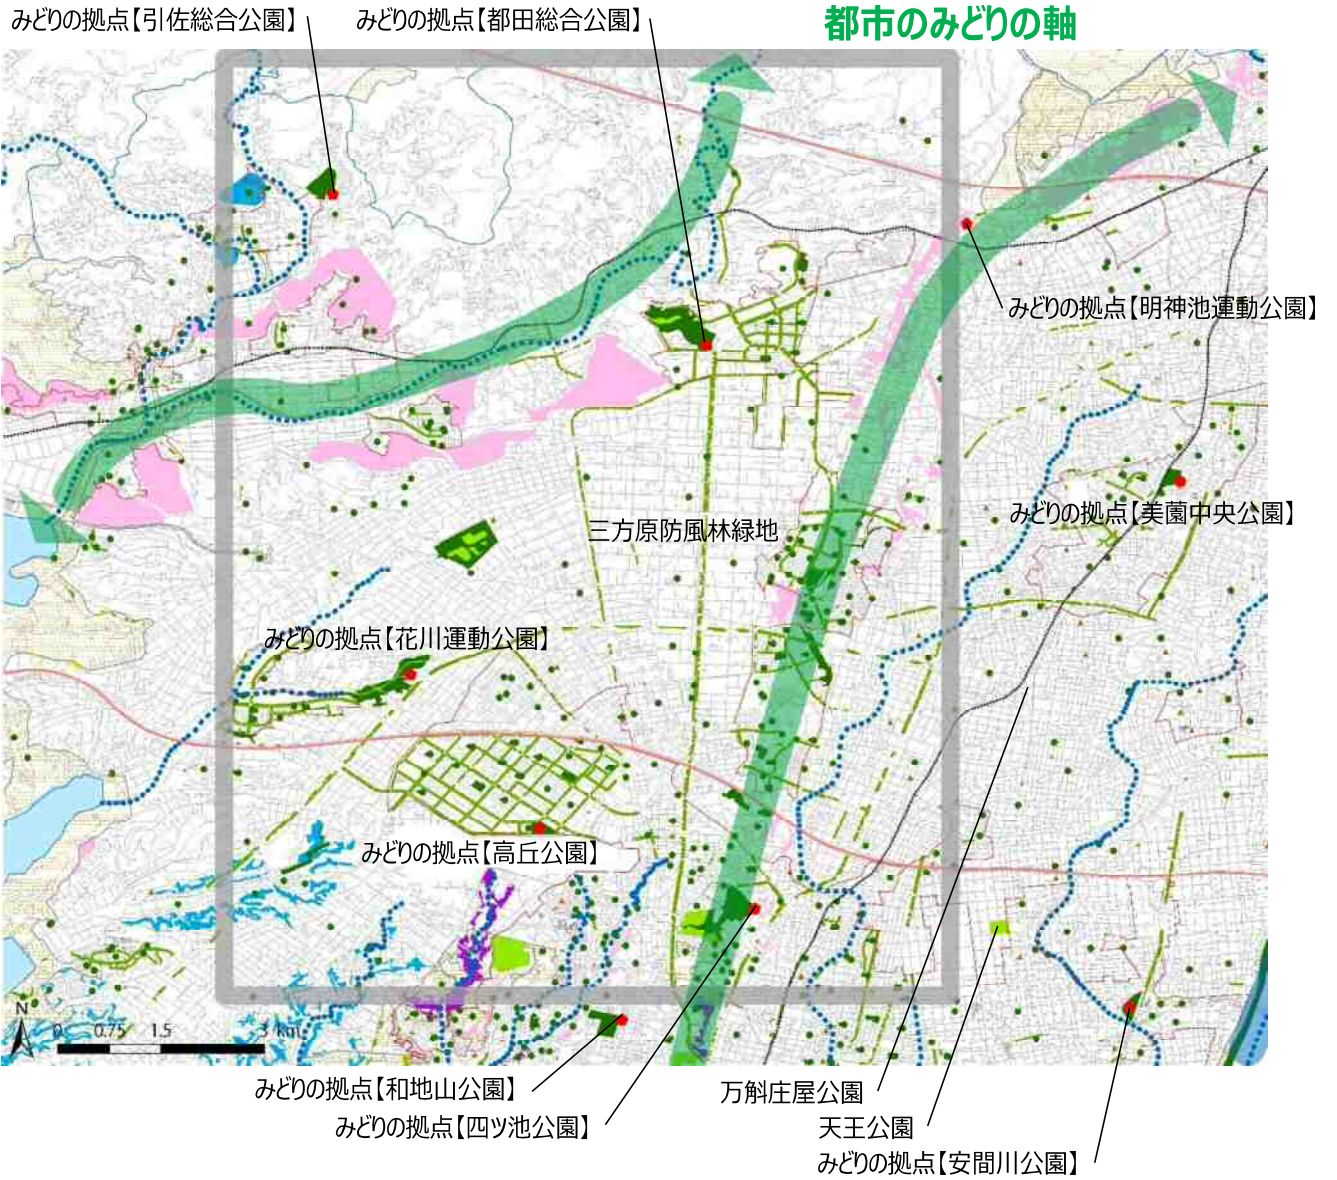 みどりの拠点【引佐総合公園】
みどりの拠点【都田総合公園】
都市のみどりの軸
みどりの拠点【明神池運動公園】
みどりの拠点【美薗中央公園】
三方原防風林緑地
みどりの拠点【花川運動公園】
みどりの拠点【高丘公園】
N
0 0.75 1.5 3 km
みどりの拠点【和地山公園】
万斛庄屋公園
みどりの拠点【四ツ池公園】
天王公園
みどりの拠点【安間川公園】